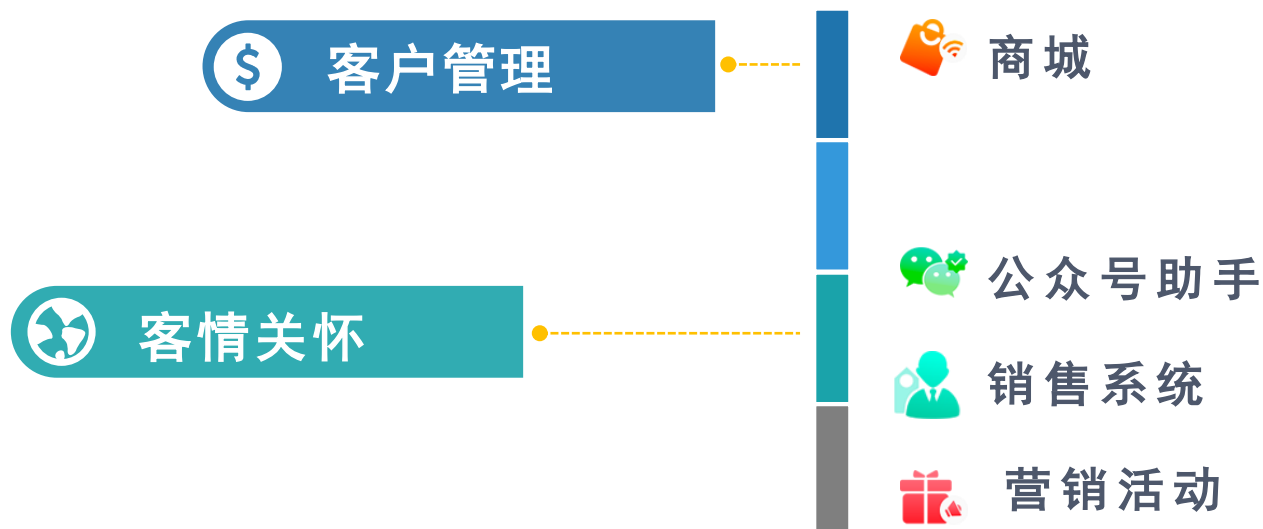 客户管理
商城
公众号助手
客情关怀
销售系统
营销活动